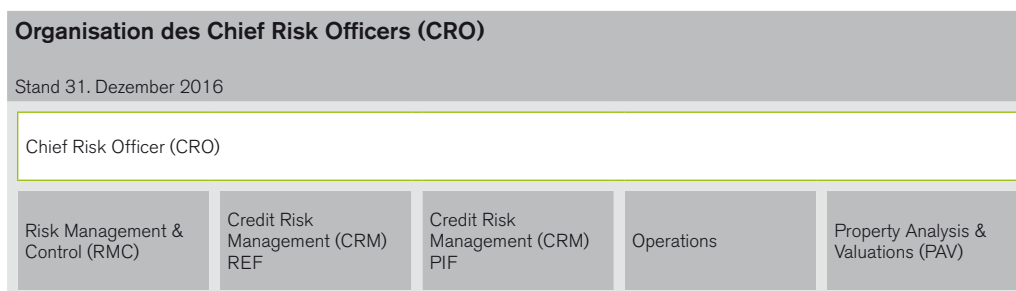 Organisation des Chief Risk Officers (CRO)
Stand 31. Dezember 2016
Chief Risk Officer (CRO)
Risk Management &
Control (RMC)
Credit Risk
Management (CRM)
REF
Credit Risk
Management (CRM)
PIF
Operations
Property Analysis &
Valuations (PAV)